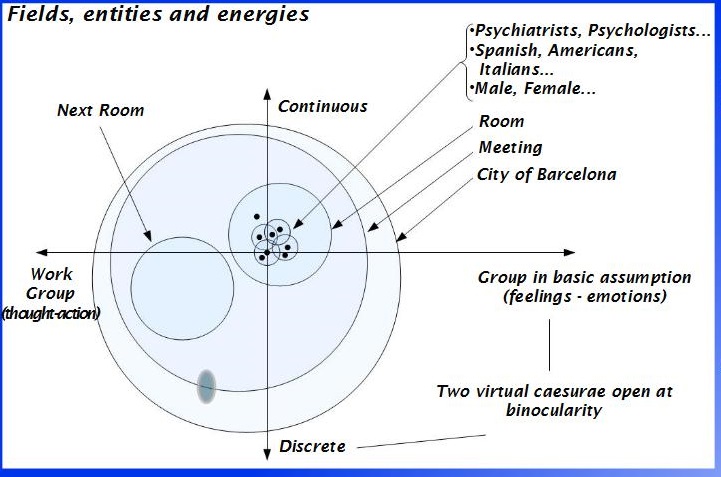 Fields, entities and energies
•Psychiatrists, Psychologists...
•Spanish, Americans,
Italians...
•Male, Female...
Next Room
Continuous
Room
Meeting
City of Barcelona
Work
Group
(thought-action)
Group in basic assumption
(feelings - emotions)
Two virtual caesurae open at
binocularity
Discrete